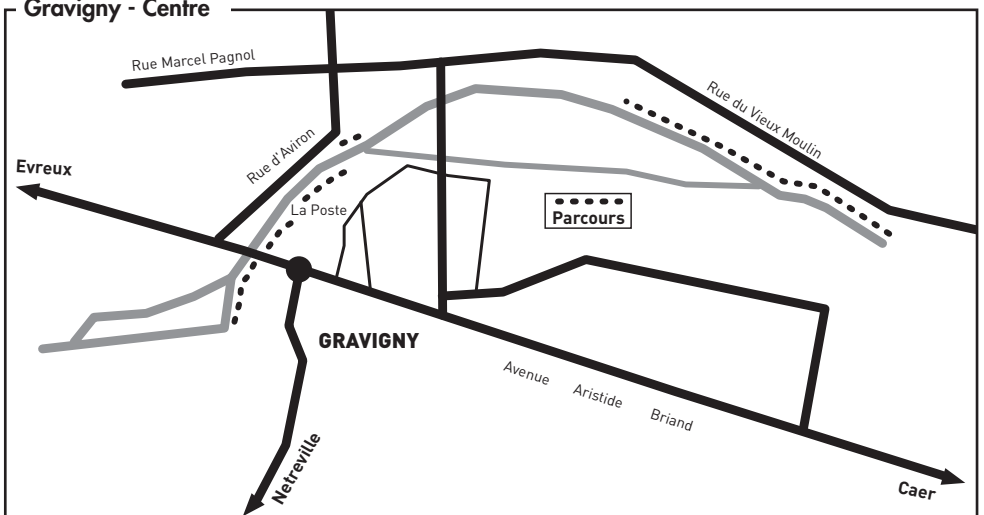 Gravigny - Centre
Rue Marcel Pagnol
Rue du Vieux Moulin
Rue d'Aviron
Evreux
La Poste
Parcours
GRAVIGNY
Avenue Aristide Briand
Netreville
Caer